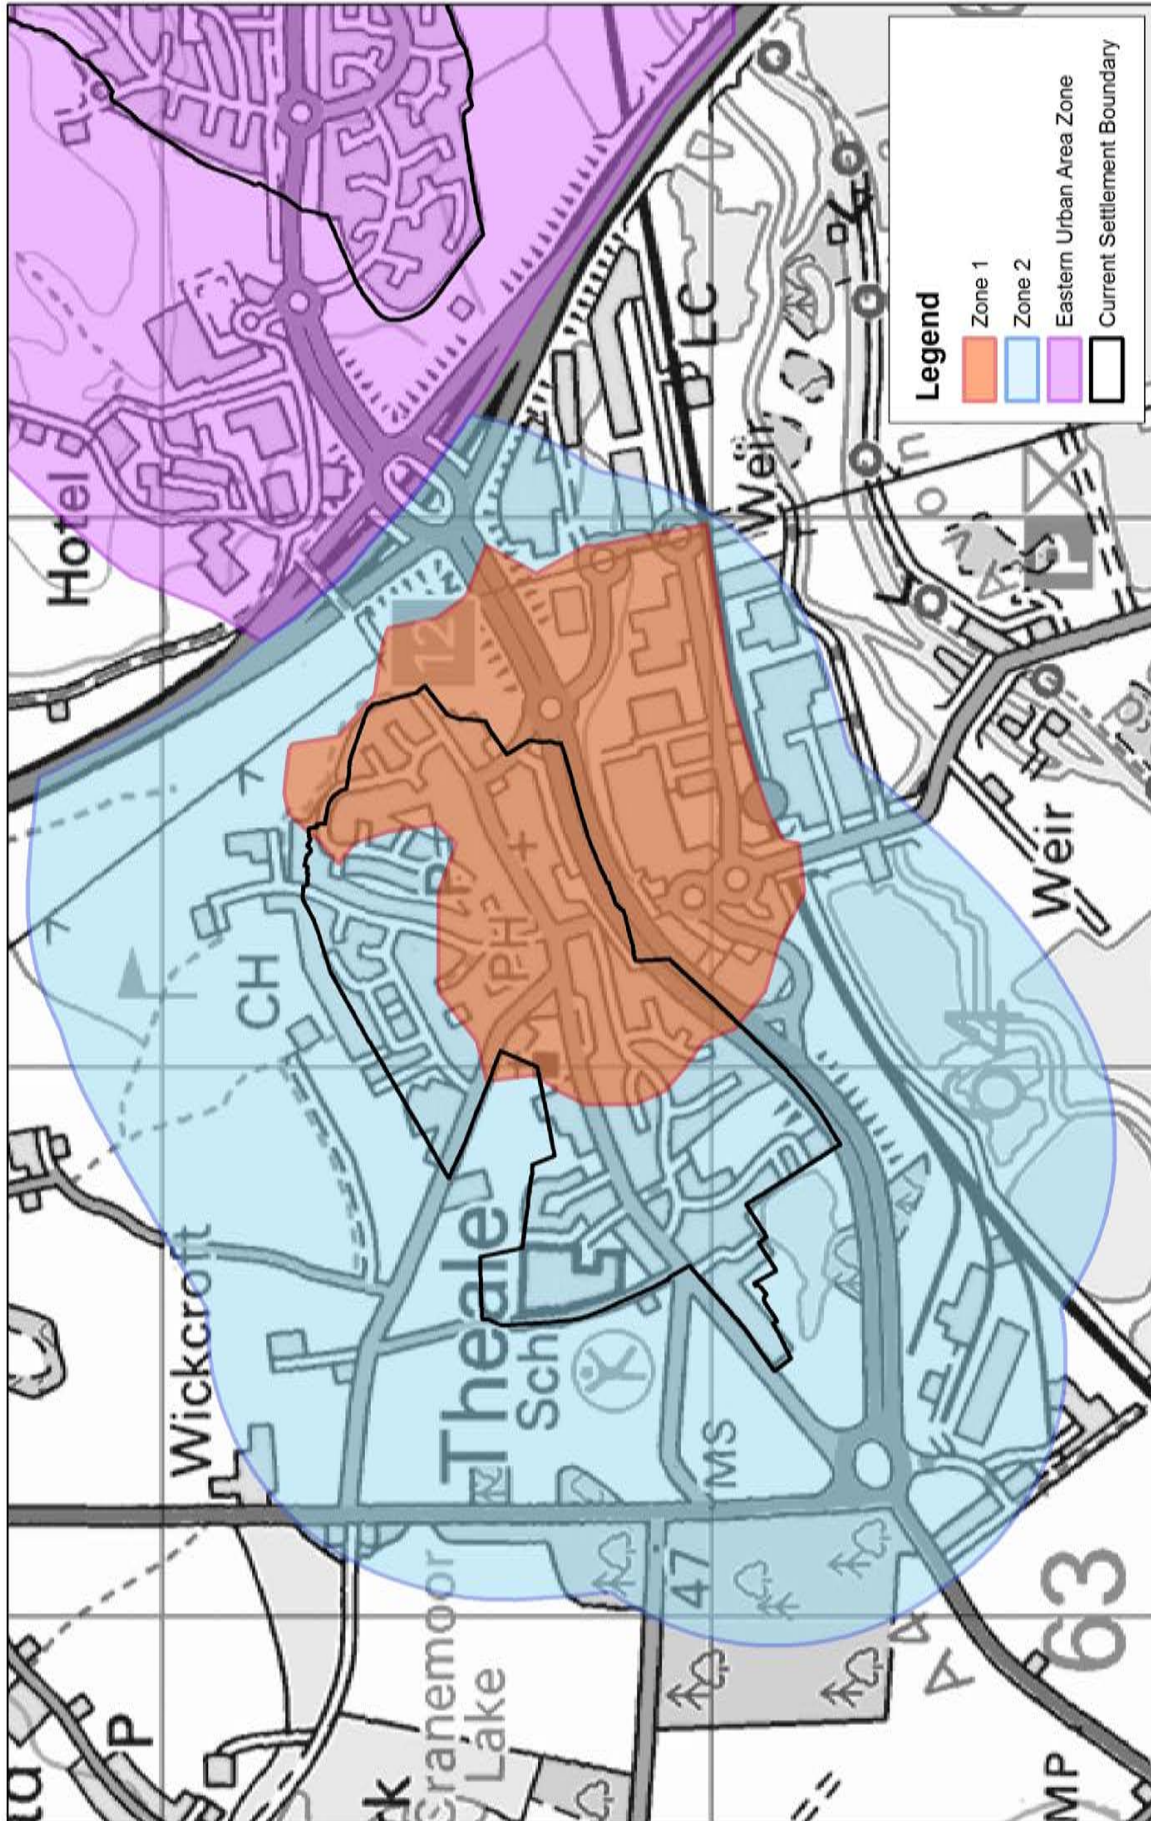 Legend
Zone 1
Zone 2
Eastern Urban Area Zone
Current Settlement Boundary
Hotel
12
LC
Weir
P
CH
P
PH
Weir
Wickcroft
Theale
Sch
MS
47
A4
63
Cranemoor
Lake
P
MP